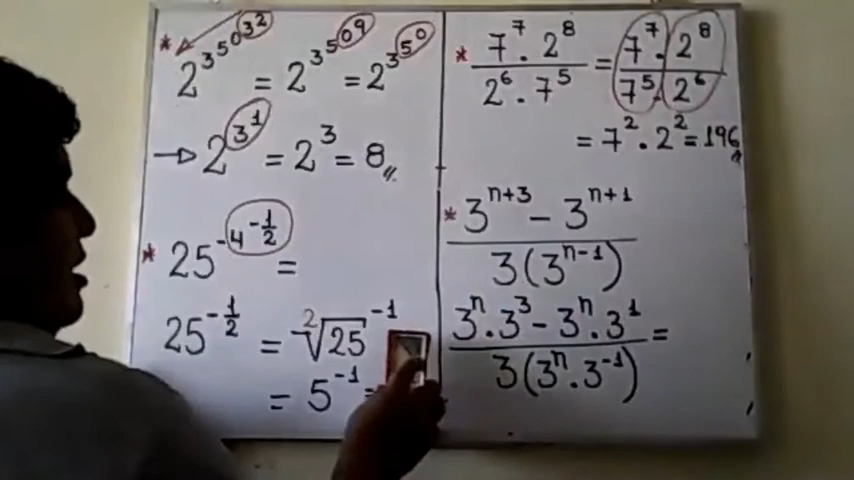 * 2^3^5^0^3^2 = 2^3^5^0^9 = 2^3^5^0
→ 2^3^1 = 2^3 = 8 //
* 25^-4^-1/2 =
25^-1/2 = ²√25^-1
= 5^-1 =
* 7^7 . 2^8 / 2^6 . 7^5 = 7^7 . 2^8 / 7^5 . 2^6
= 7^2 . 2^2 = 196 //
* 3^n+3 - 3^n+1 / 3(3^n-1)
3^n . 3^3 - 3^n . 3^1 / 3(3^n . 3^-1) =